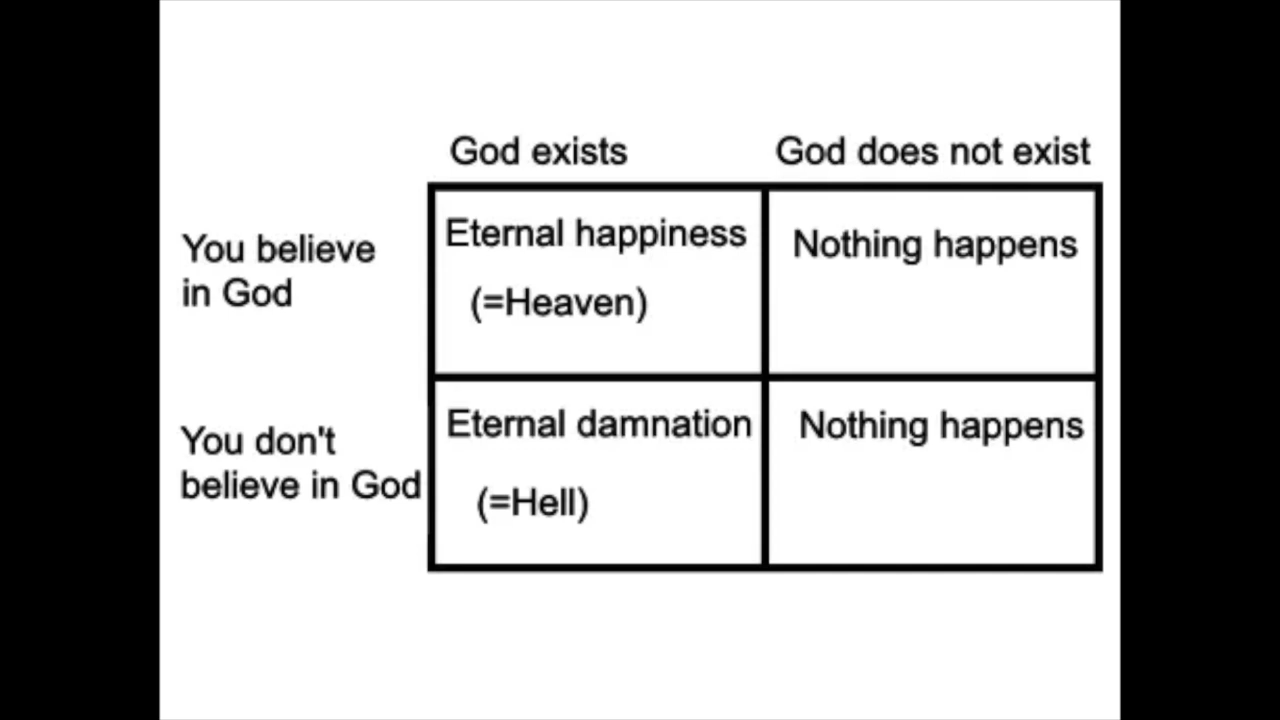 God exists God does not exist
You believe
in God
Eternal happiness
(=Heaven)
Nothing happens
You don't
believe in God
Eternal damnation
(=Hell)
Nothing happens